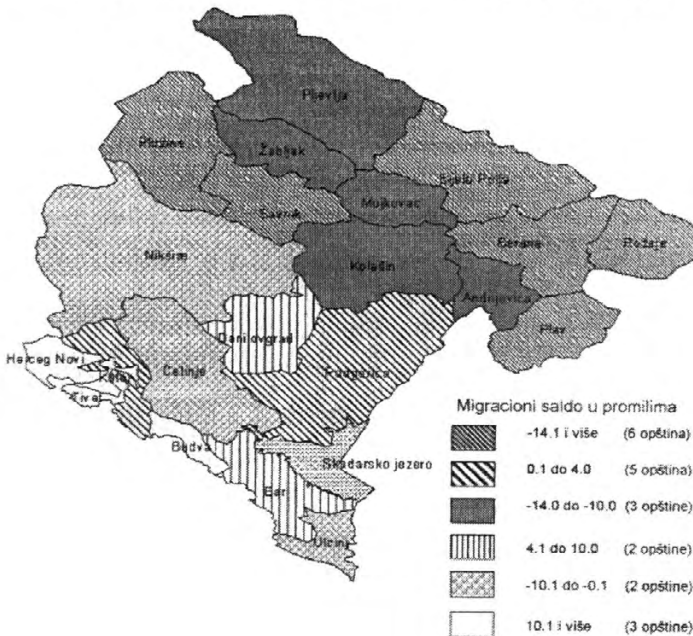 Pljevlja
Plužine
Žabljak
Bijelo Polje
Šavnik
Mojkovac
Berane
Rožaje
Nikšić
Kolašin
Andrijevica
Plav
Danilovgrad
Herceg Novi
Cetinje
Podgorica
Kotor
Tivat
Budva
Skadarsko jezero
Bar
Ulcinj
Migracioni saldo u promilima
-14.1 i više (6 opština)
0.1 do 4.0 (5 opština)
-14.0 do -10.0 (3 opštine)
4.1 do 10.0 (2 opštine)
-10.1 do -0.1 (2 opštine)
10.1 i više (3 opštine)